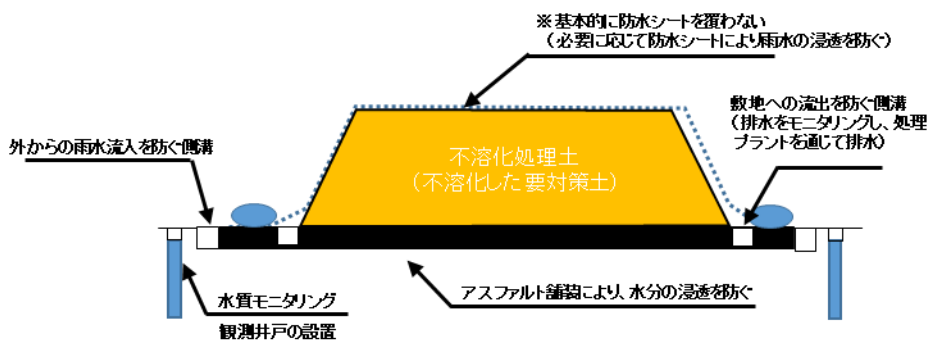 ※基本的に防水シートを覆わない
（必要に応じて防水シートにより雨水の浸透を防ぐ）
敷地への流出を防ぐ側溝
（排水をモニタリングし、処理
プラントを通じて排水）
外からの雨水流入を防ぐ側溝
不溶化処理土
（不溶化した要対策土）
アスファルト舗装により、水分の浸透を防ぐ
水質モニタリング
観測井戸の設置